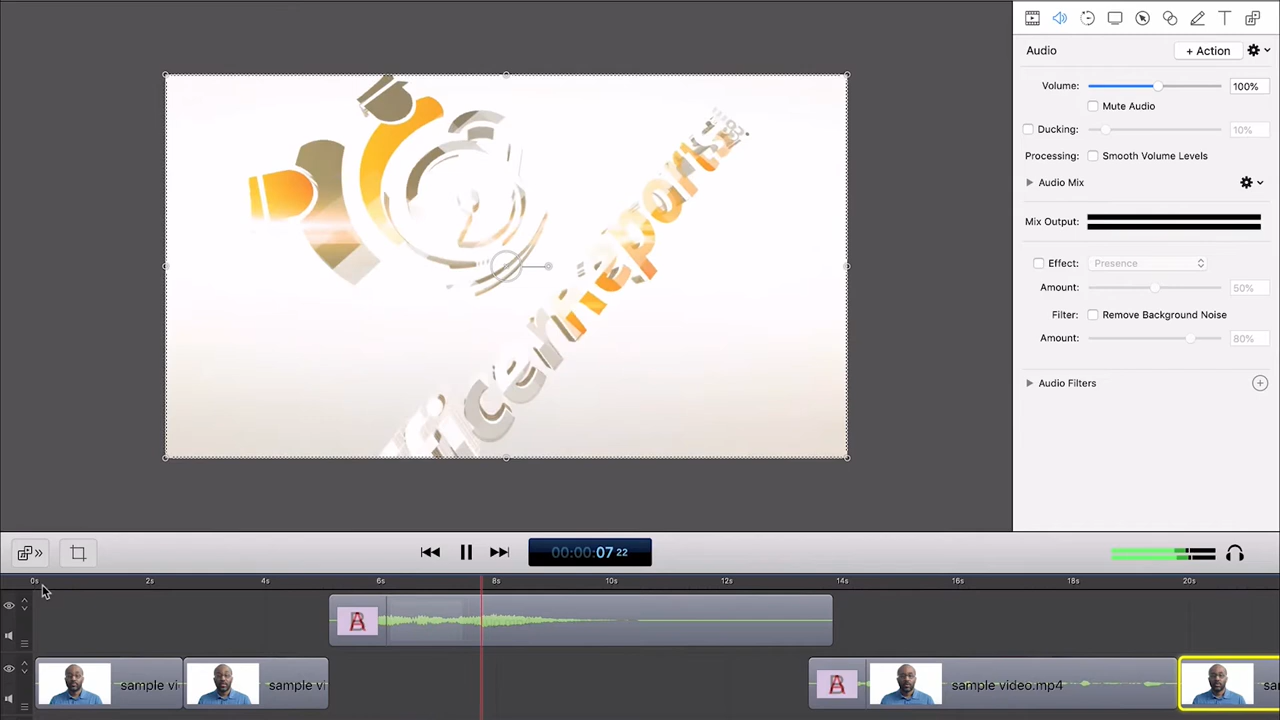 Audio
+ Action
Volume:
100%
Mute Audio
Ducking:
10%
Processing:
Smooth Volume Levels
Audio Mix
Mix Output:
Effect:
Presence
Amount:
50%
Filter:
Remove Background Noise
Amount:
80%
Audio Filters
00:00:07 22
0s
2s
4s
6s
8s
10s
12s
14s
16s
18s
20s
A
sample vi
sample vi
A
sample video.mp4